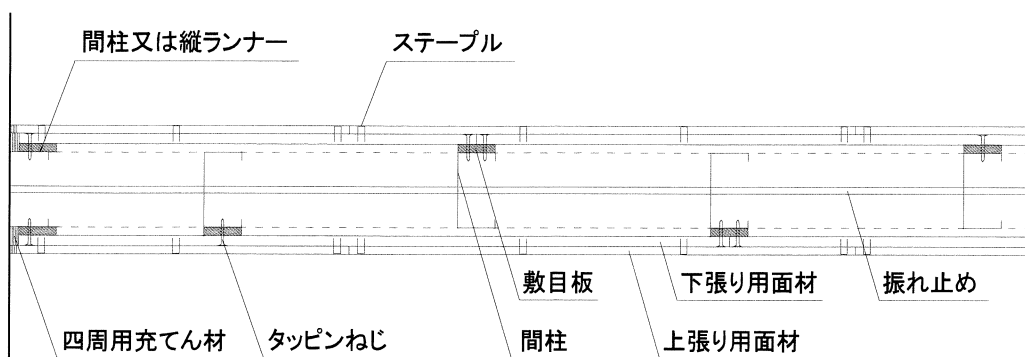 間柱又は縦ランナー
ステープル
敷目板
下張り用面材
振れ止め
四周用充てん材
タッピンねじ
間柱
上張り用面材